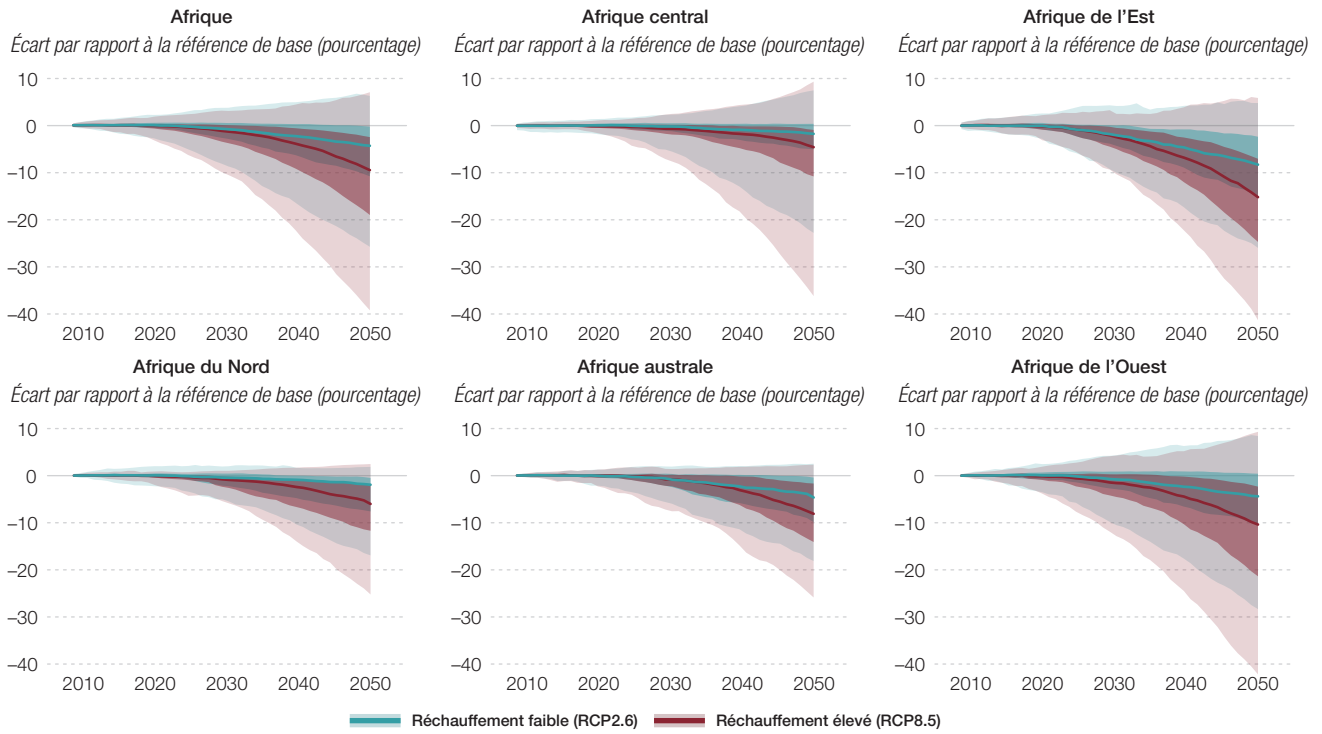 Afrique
Afrique central
Afrique de l’Est
Écart par rapport à la référence de base (pourcentage)
Écart par rapport à la référence de base (pourcentage)
Écart par rapport à la référence de base (pourcentage)
10
0
–10
–20
–30
–40
2010 2020 2030 2040 2050
10
0
–10
–20
–30
–40
2010 2020 2030 2040 2050
10
0
–10
–20
–30
–40
2010 2020 2030 2040 2050
Afrique du Nord
Afrique australe
Afrique de l’Ouest
Écart par rapport à la référence de base (pourcentage)
Écart par rapport à la référence de base (pourcentage)
Écart par rapport à la référence de base (pourcentage)
10
0
–10
–20
–30
–40
2010 2020 2030 2040 2050
10
0
–10
–20
–30
–40
2010 2020 2030 2040 2050
10
0
–10
–20
–30
–40
2010 2020 2030 2040 2050
Réchauffement faible (RCP2.6)
Réchauffement élevé (RCP8.5)